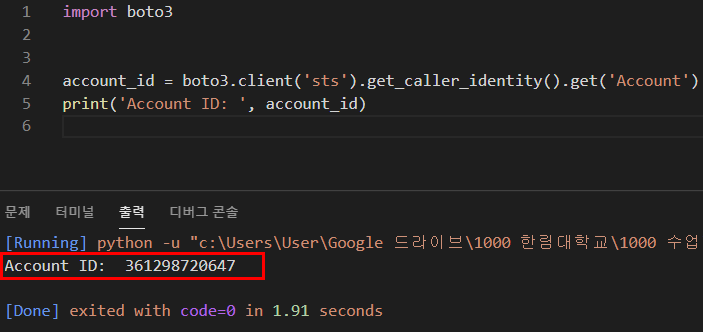 1 import boto3
2
3
4 account_id = boto3.client('sts').get_caller_identity().get('Account')
5 print('Account ID: ', account_id)
6
문제 터미널 출력 디버그 콘솔
[Running] python -u "c:\Users\User\Google 드라이브\1000 한림대학교\1000 수업
Account ID:  361298720647
[Done] exited with code=0 in 1.91 seconds